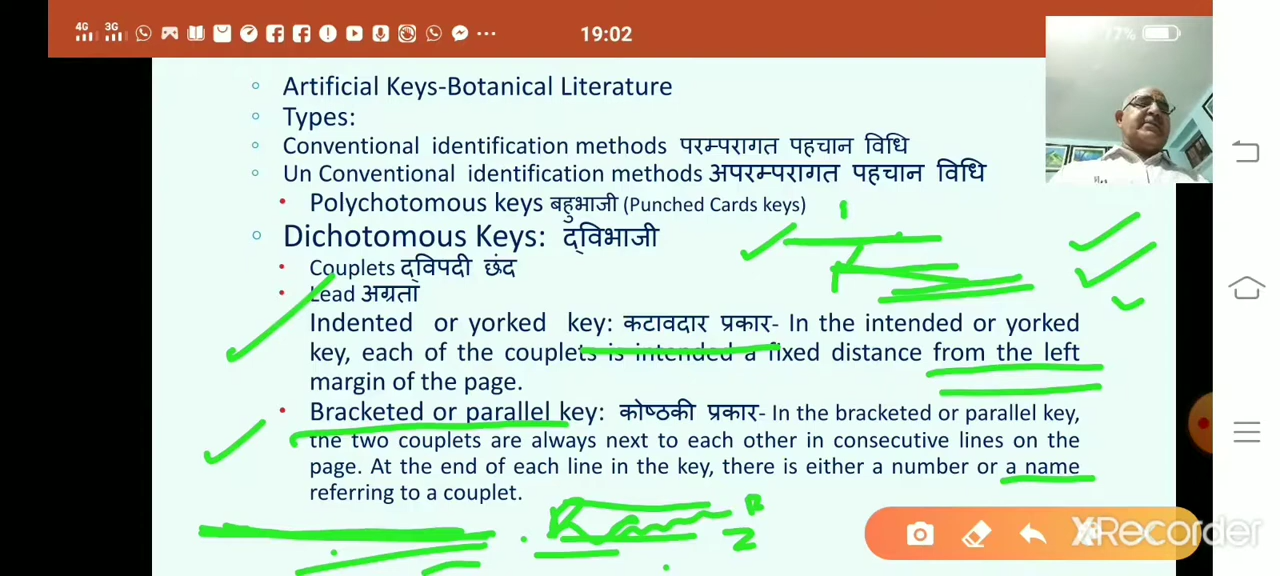 4G 3G 19:02 77%
Artificial Keys-Botanical Literature
Types:
Conventional identification methods परम्परागत पहचान विधि
Un Conventional identification methods अपरम्परागत पहचान विधि
Polychotomous keys बहुभाजी (Punched Cards keys)
Dichotomous Keys: द्विभाजी
Couplets द्विपदी छंद
Lead अग्रता
Indented or yorked key: कटावदार प्रकार- In the intended or yorked
key, each of the couplets is intended a fixed distance from the left
margin of the page.
Bracketed or parallel key: कोष्ठकी प्रकार- In the bracketed or parallel key,
the two couplets are always next to each other in consecutive lines on the
page. At the end of each line in the key, there is either a number or a name
referring to a couplet.
2
XRecorder